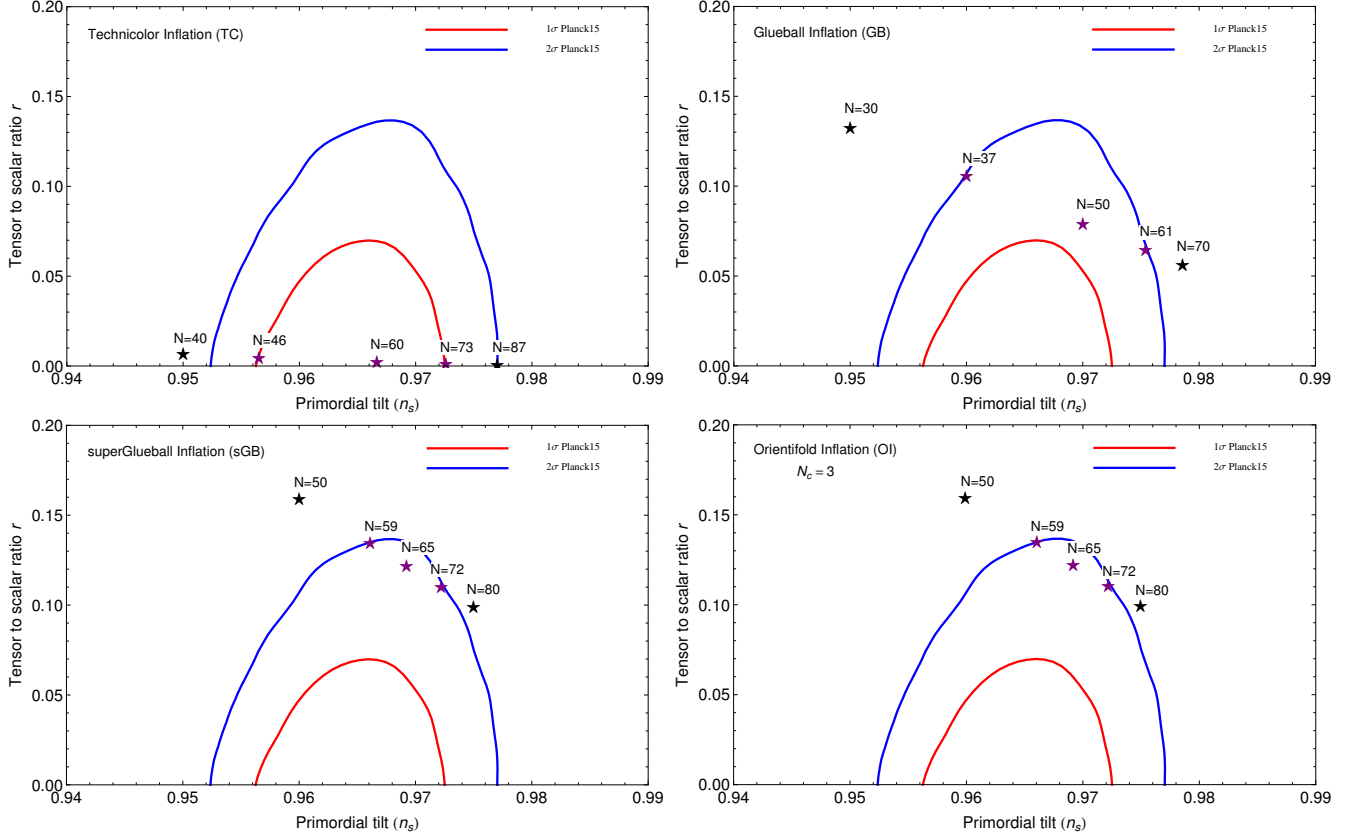 Technicolor Inflation (TC)
1σ Planck15
2σ Planck15
N=40
N=46
N=60
N=73
N=87
0.20
0.15
0.10
0.05
0.00
0.94
0.95
0.96
0.97
0.98
0.99
Tensor to scalar ratio r
Primordial tilt (n_s)
Glueball Inflation (GB)
1σ Planck15
2σ Planck15
N=30
N=37
N=50
N=61
N=70
0.20
0.15
0.10
0.05
0.00
0.94
0.95
0.96
0.97
0.98
0.99
Tensor to scalar ratio r
Primordial tilt (n_s)
superGlueball Inflation (sGB)
1σ Planck15
2σ Planck15
N=50
N=59
N=65
N=72
N=80
0.20
0.15
0.10
0.05
0.00
0.94
0.95
0.96
0.97
0.98
0.99
Tensor to scalar ratio r
Primordial tilt (n_s)
Orientifold Inflation (OI)
N_c = 3
1σ Planck15
2σ Planck15
N=50
N=59
N=65
N=72
N=80
0.20
0.15
0.10
0.05
0.00
0.94
0.95
0.96
0.97
0.98
0.99
Tensor to scalar ratio r
Primordial tilt (n_s)